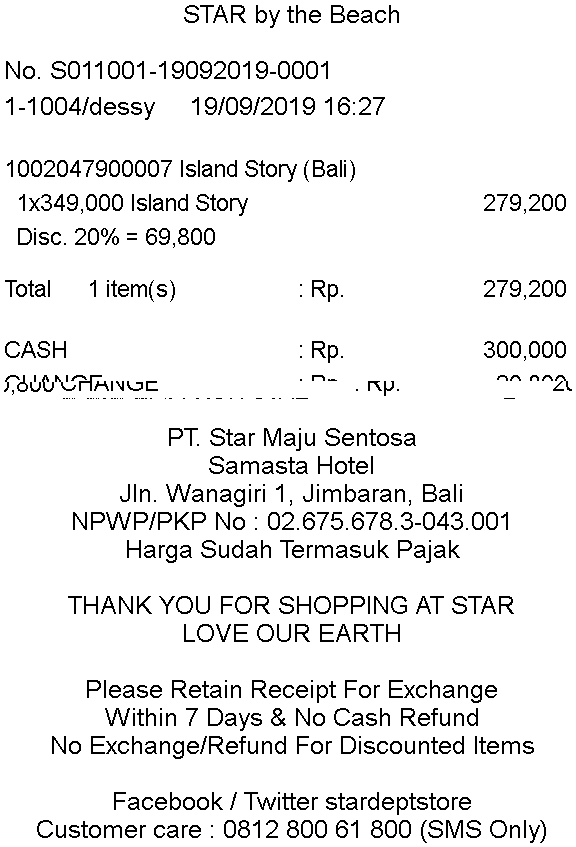 STAR by the Beach
No. S011001-19092019-0001
1-1004/dessy 19/09/2019 16:27
1002047900007 Island Story (Bali)
1x349,000 Island Story 279,200
Disc. 20% = 69,800
Total 1 item(s) : Rp. 279,200
CASH : Rp. 300,000
CHANGE : Rp.
PT. Star Maju Sentosa
Samasta Hotel
Jln. Wanagiri 1, Jimbaran, Bali
NPWP/PKP No : 02.675.678.3-043.001
Harga Sudah Termasuk Pajak
THANK YOU FOR SHOPPING AT STAR
LOVE OUR EARTH
Please Retain Receipt For Exchange
Within 7 Days & No Cash Refund
No Exchange/Refund For Discounted Items
Facebook / Twitter stardeptstore
Customer care : 0812 800 61 800 (SMS Only)